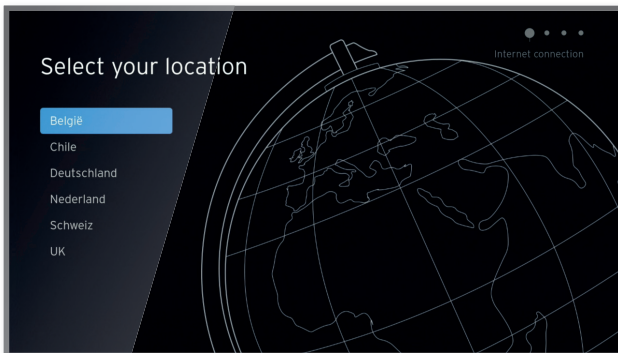 Internet connection
Select your location
België
Chile
Deutschland
Nederland
Schweiz
UK